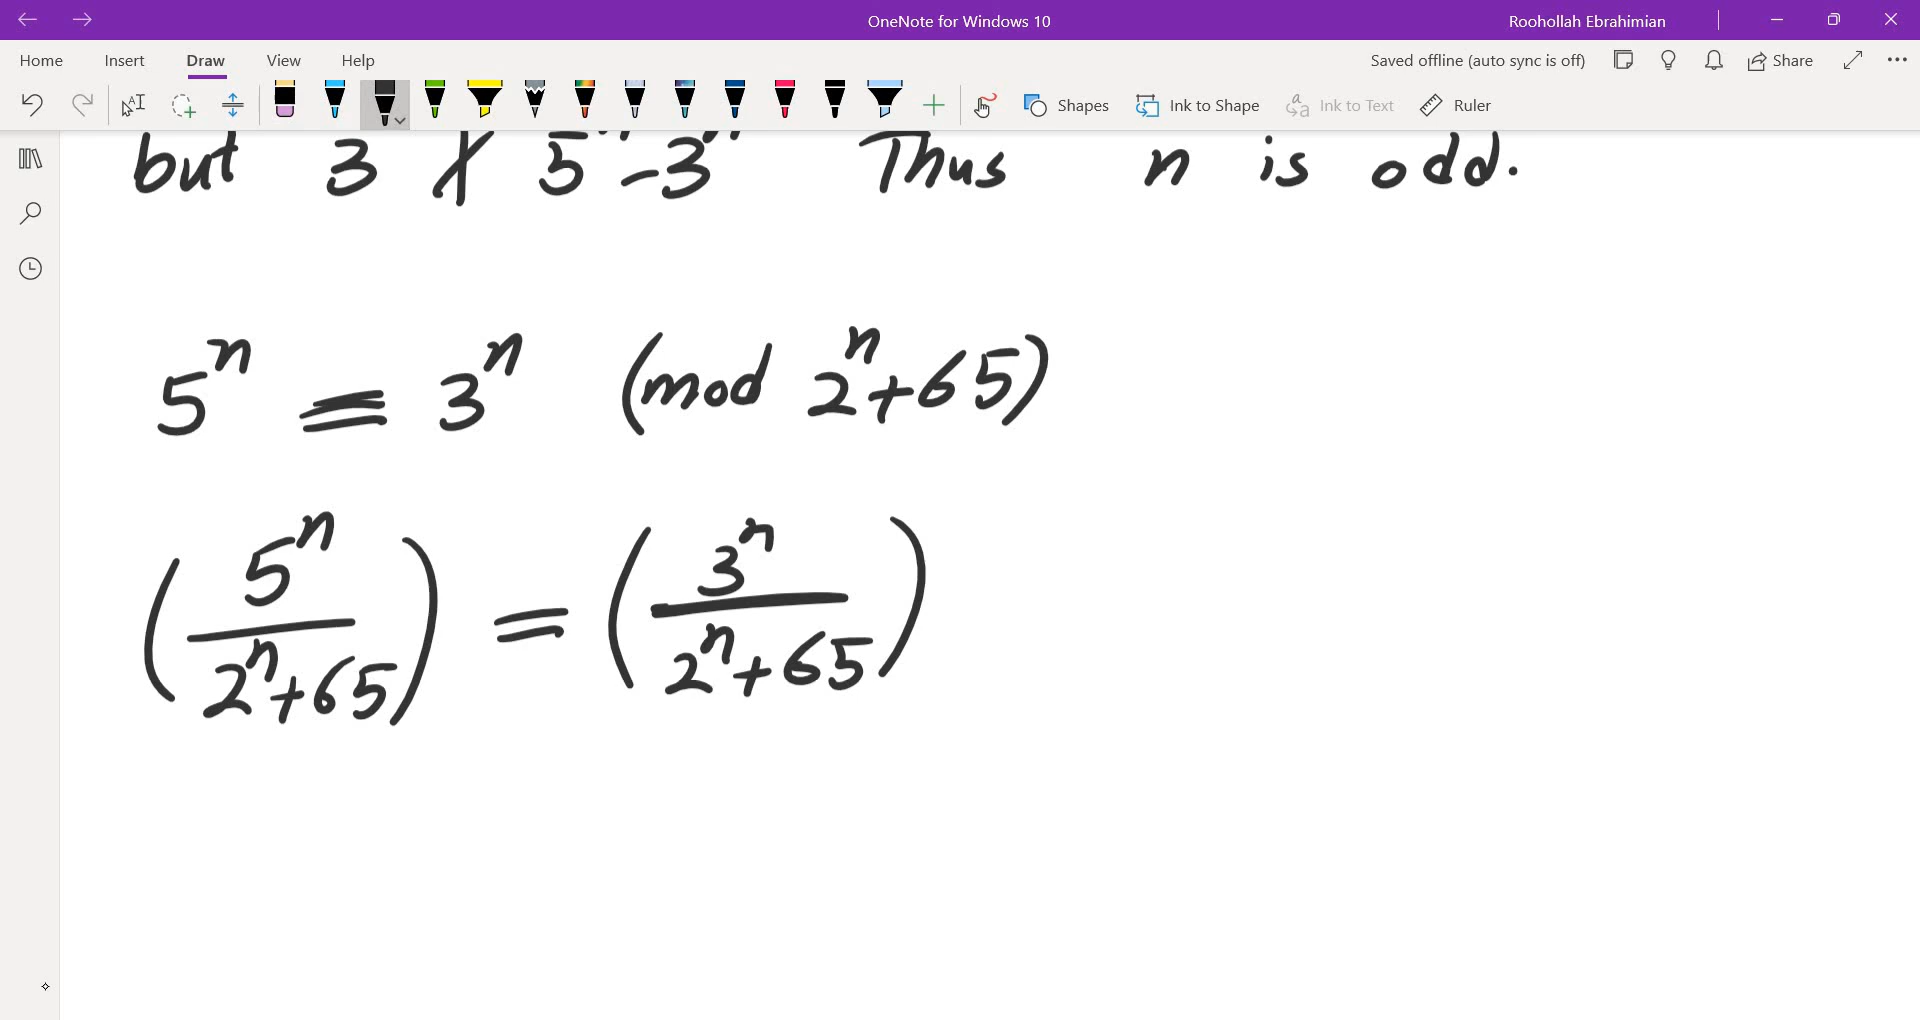 OneNote for Windows 10 Roohollah Ebrahimian
Home Insert Draw View Help Saved offline (auto sync is off) Share
Shapes Ink to Shape Ink to Text Ruler
but 3 ∤ 5ⁿ-3ⁿ Thus n is odd.
5ⁿ ≡ 3ⁿ (mod 2ⁿ+65)
(5ⁿ/2ⁿ+65) = (3ⁿ/2ⁿ+65)